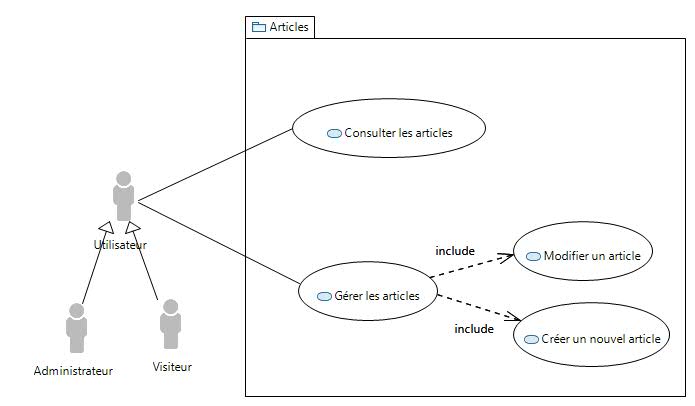 Articles
Consulter les articles
Utilisateur
include
Modifier un article
Gérer les articles
include
Créer un nouvel article
Administrateur
Visiteur